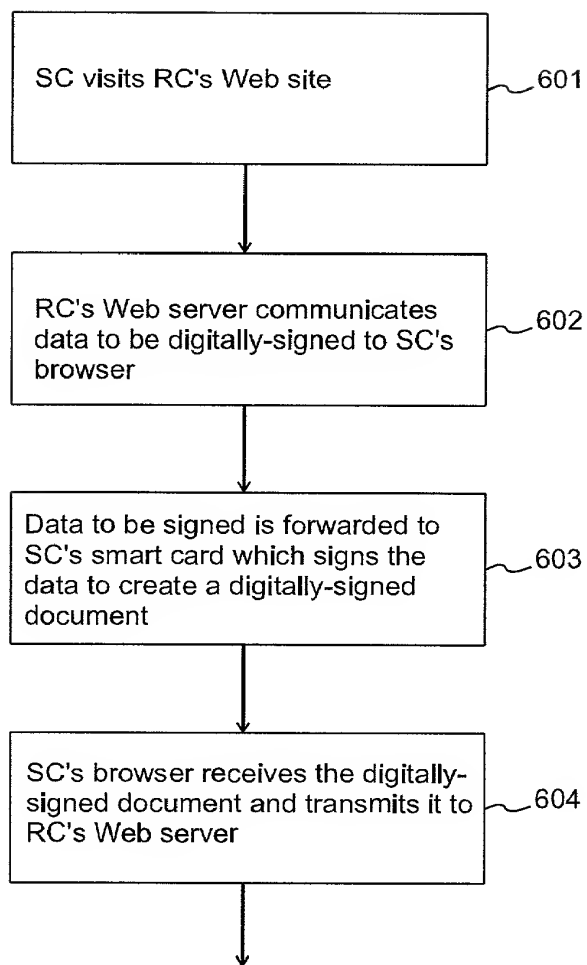 SC visits RC's Web site
601
RC's Web server communicates
data to be digitally-signed to SC's
browser
602
Data to be signed is forwarded to
SC's smart card which signs the
data to create a digitally-signed
document
603
SC's browser receives the digitally-
signed document and transmits it to
RC's Web server
604